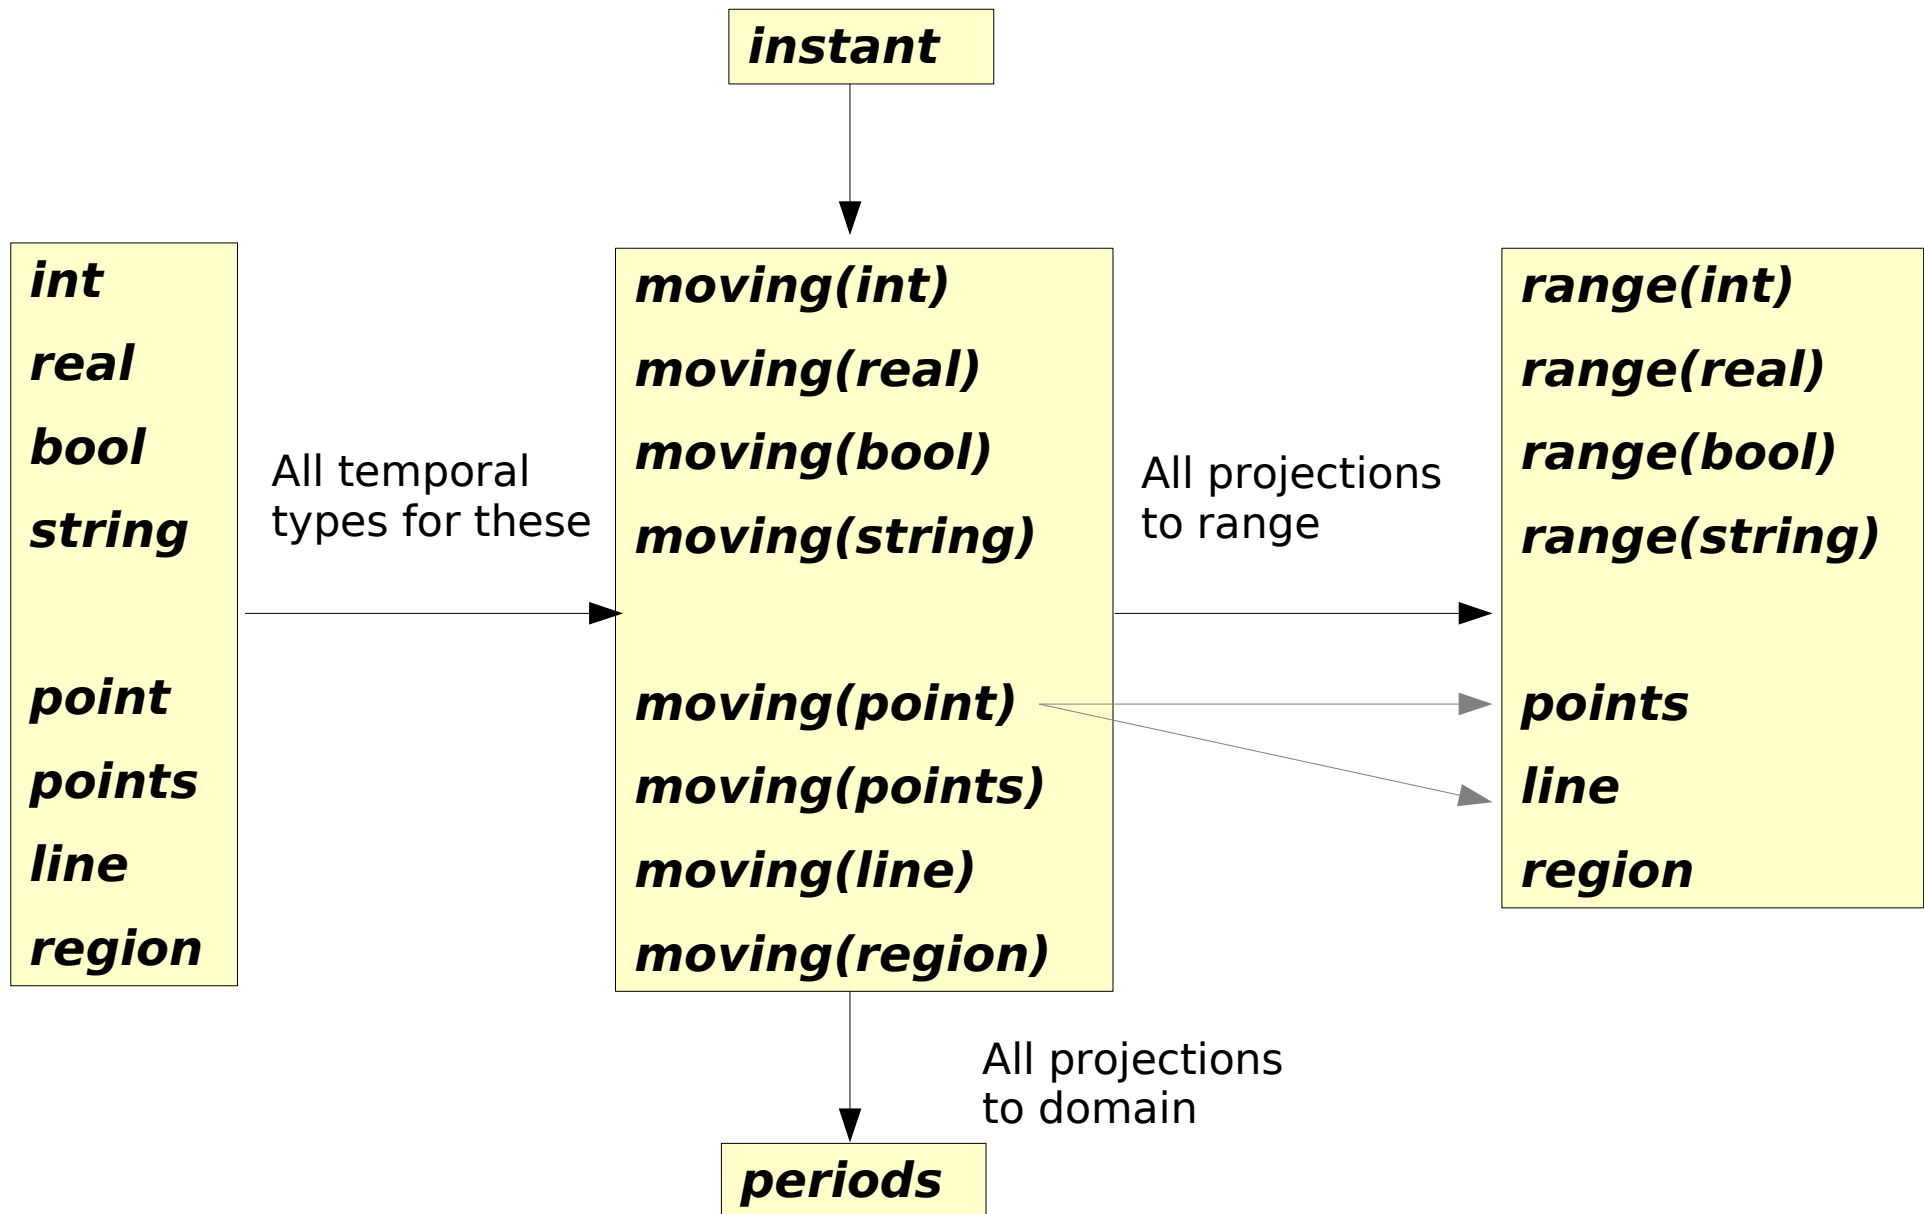 instant
int
real
bool
string
point
points
line
region
All temporal
types for these
moving(int)
moving(real)
moving(bool)
moving(string)
moving(point)
moving(points)
moving(line)
moving(region)
All projections
to range
range(int)
range(real)
range(bool)
range(string)
points
line
region
All projections
to domain
periods